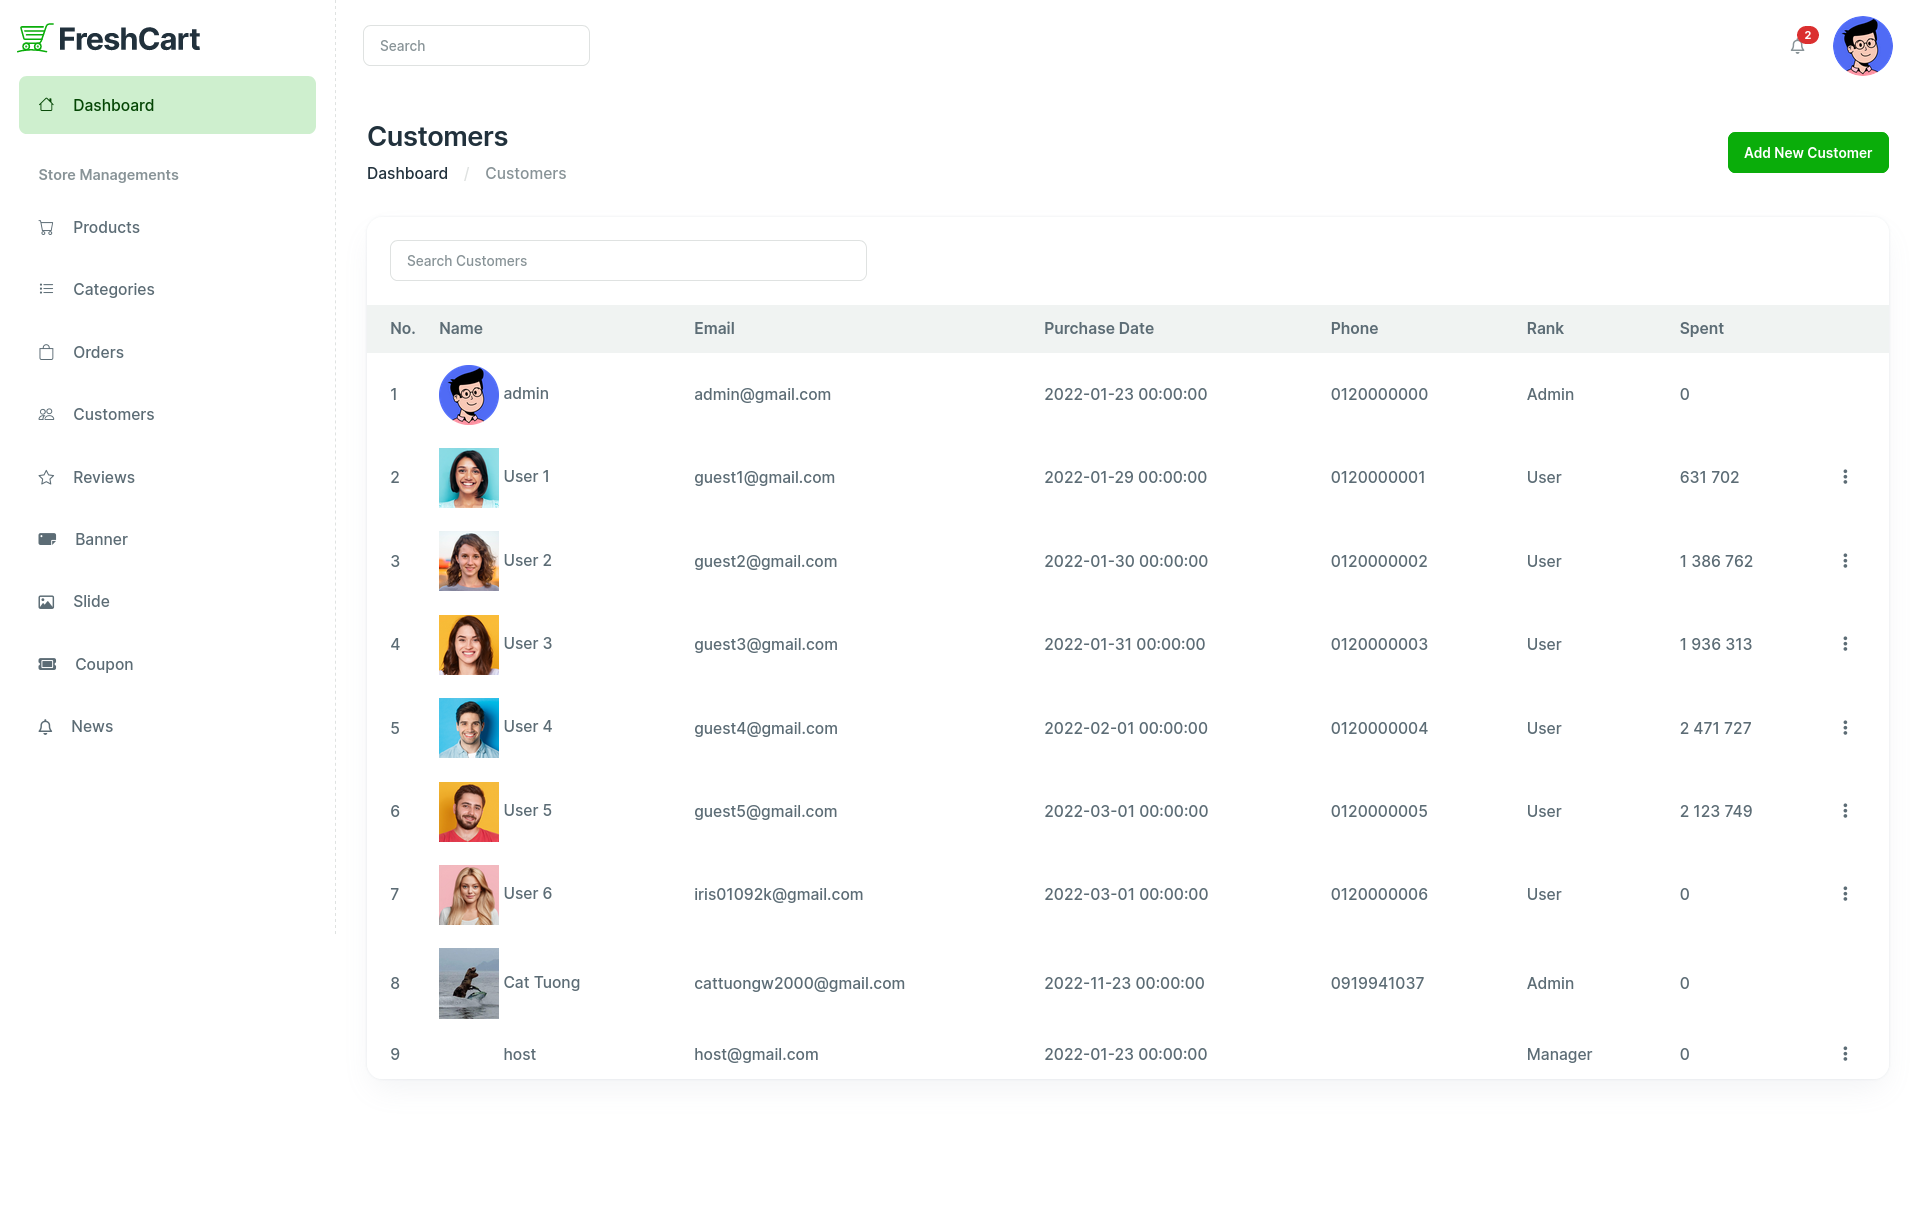 FreshCart
Search
2
Dashboard
Store Managements
Products
Categories
Orders
Customers
Reviews
Banner
Slide
Coupon
News
Customers
Dashboard / Customers
Add New Customer
Search Customers
No. Name Email Purchase Date Phone Rank Spent
1 admin admin@gmail.com 2022-01-23 00:00:00 0120000000 Admin 0
2 User 1 guest1@gmail.com 2022-01-29 00:00:00 0120000001 User 631 702
3 User 2 guest2@gmail.com 2022-01-30 00:00:00 0120000002 User 1 386 762
4 User 3 guest3@gmail.com 2022-01-31 00:00:00 0120000003 User 1 936 313
5 User 4 guest4@gmail.com 2022-02-01 00:00:00 0120000004 User 2 471 727
6 User 5 guest5@gmail.com 2022-03-01 00:00:00 0120000005 User 2 123 749
7 User 6 iris01092k@gmail.com 2022-03-01 00:00:00 0120000006 User 0
8 Cat Tuong cattuongw2000@gmail.com 2022-11-23 00:00:00 0919941037 Admin 0
9 host host@gmail.com 2022-01-23 00:00:00 Manager 0